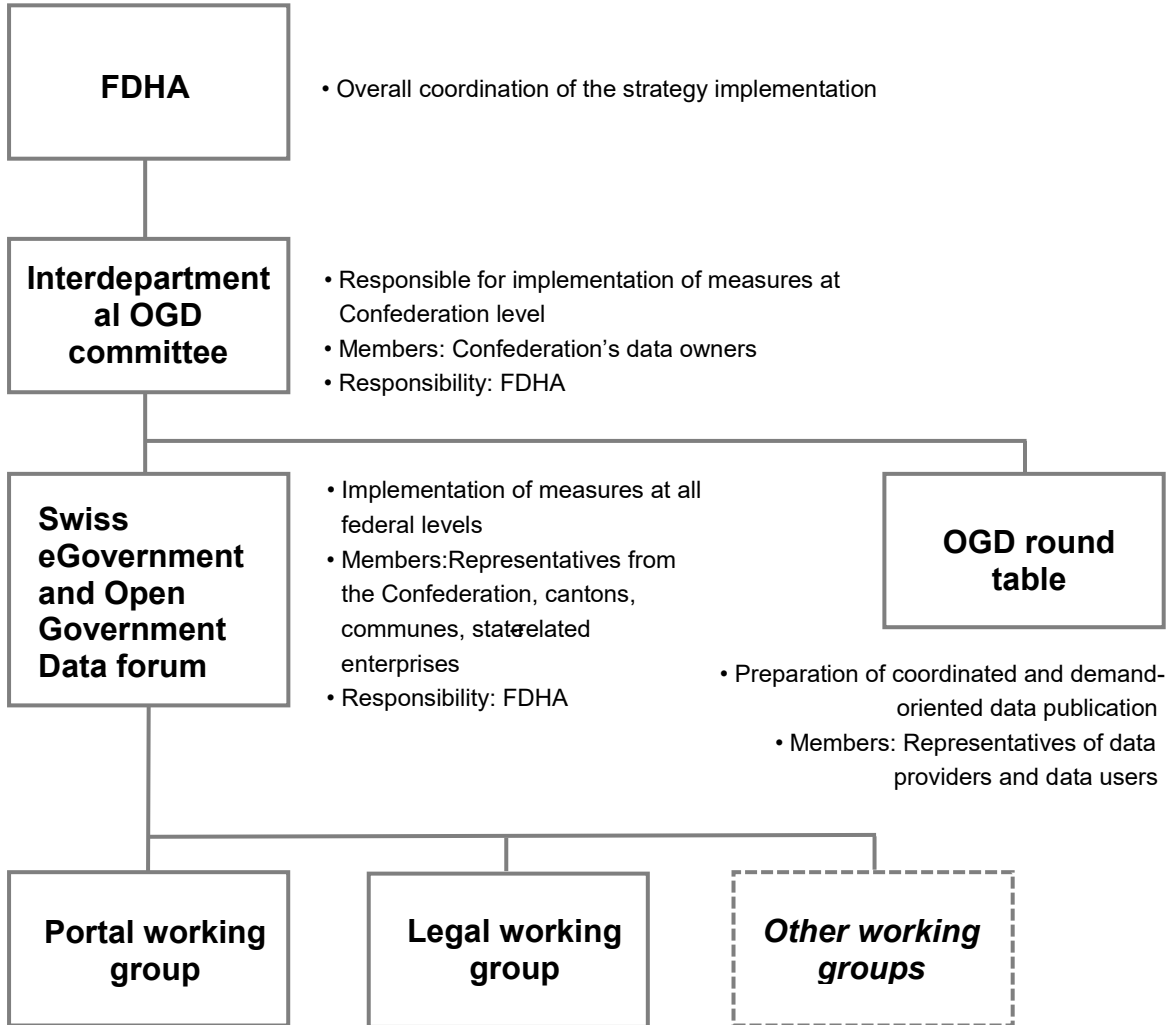 FDHA
• Overall coordination of the strategy implementation
Interdepartment
al OGD
committee
• Responsible for implementation of measures at
Confederation level
• Members: Confederation’s data owners
• Responsibility: FDHA
Swiss
eGovernment
and Open
Government
Data forum
• Implementation of measures at all
federal levels
• Members:Representatives from
the Confederation, cantons,
communes, state-related
enterprises
• Responsibility: FDHA
OGD round
table
• Preparation of coordinated and demand-
oriented data publication
• Members: Representatives of data
providers and data users
Portal working
group
Legal working
group
Other working
groups